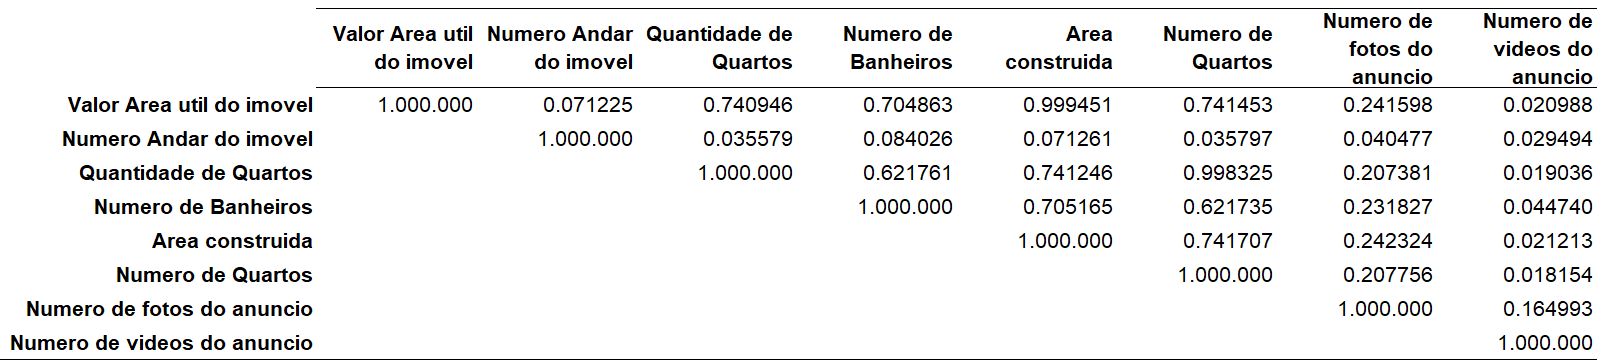 Valor Area util do imovel Numero Andar do imovel Quantidade de Quartos Numero de Banheiros Area construida Numero de Quartos Numero de fotos do anuncio Numero de videos do anuncio
Valor Area util do imovel 1.000.000 0.071225 0.740946 0.704863 0.999451 0.741453 0.241598 0.020988
Numero Andar do imovel 1.000.000 0.035579 0.084026 0.071261 0.035797 0.040477 0.029494
Quantidade de Quartos 1.000.000 0.621761 0.741246 0.998325 0.207381 0.019036
Numero de Banheiros 1.000.000 0.705165 0.621735 0.231827 0.044740
Area construida 1.000.000 0.741707 0.242324 0.021213
Numero de Quartos 1.000.000 0.207756 0.018154
Numero de fotos do anuncio 1.000.000 0.164993
Numero de videos do anuncio 1.000.000